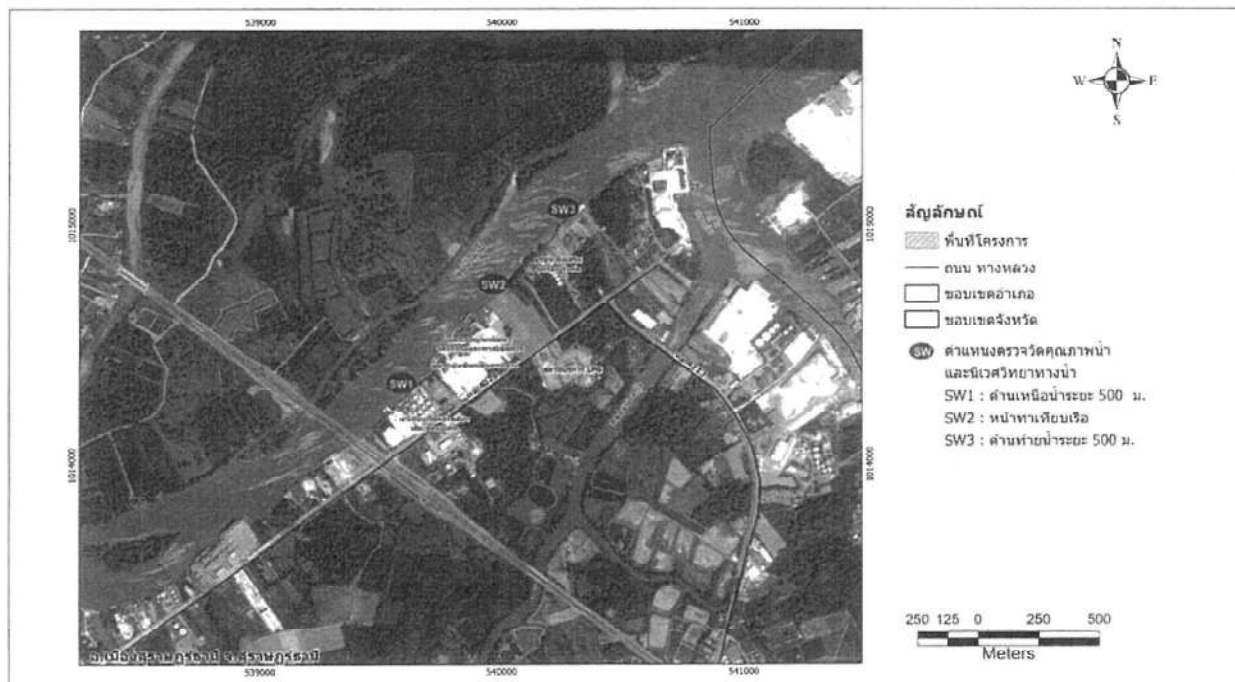 539000
540000
541000
N
W
E
S
1015000
1015000
SW3
SW2
SW1
1014000
1014000
อ.เมืองสุราษฎร์ธานี จ.สุราษฎร์ธานี
539000
540000
541000
สัญลักษณ์
พื้นที่โครงการ
ถนน ทางหลวง
ขอบเขตอำเภอ
ขอบเขตจังหวัด
SW
ตำแหน่งตรวจวัดคุณภาพน้ำ
และนิเวศวิทยาทางน้ำ
SW1 : ด้านเหนือน้ำระยะ 500 ม.
SW2 : หน้าท่าเทียบเรือ
SW3 : ด้านท้ายน้ำระยะ 500 ม.
250 125 0 250 500
Meters